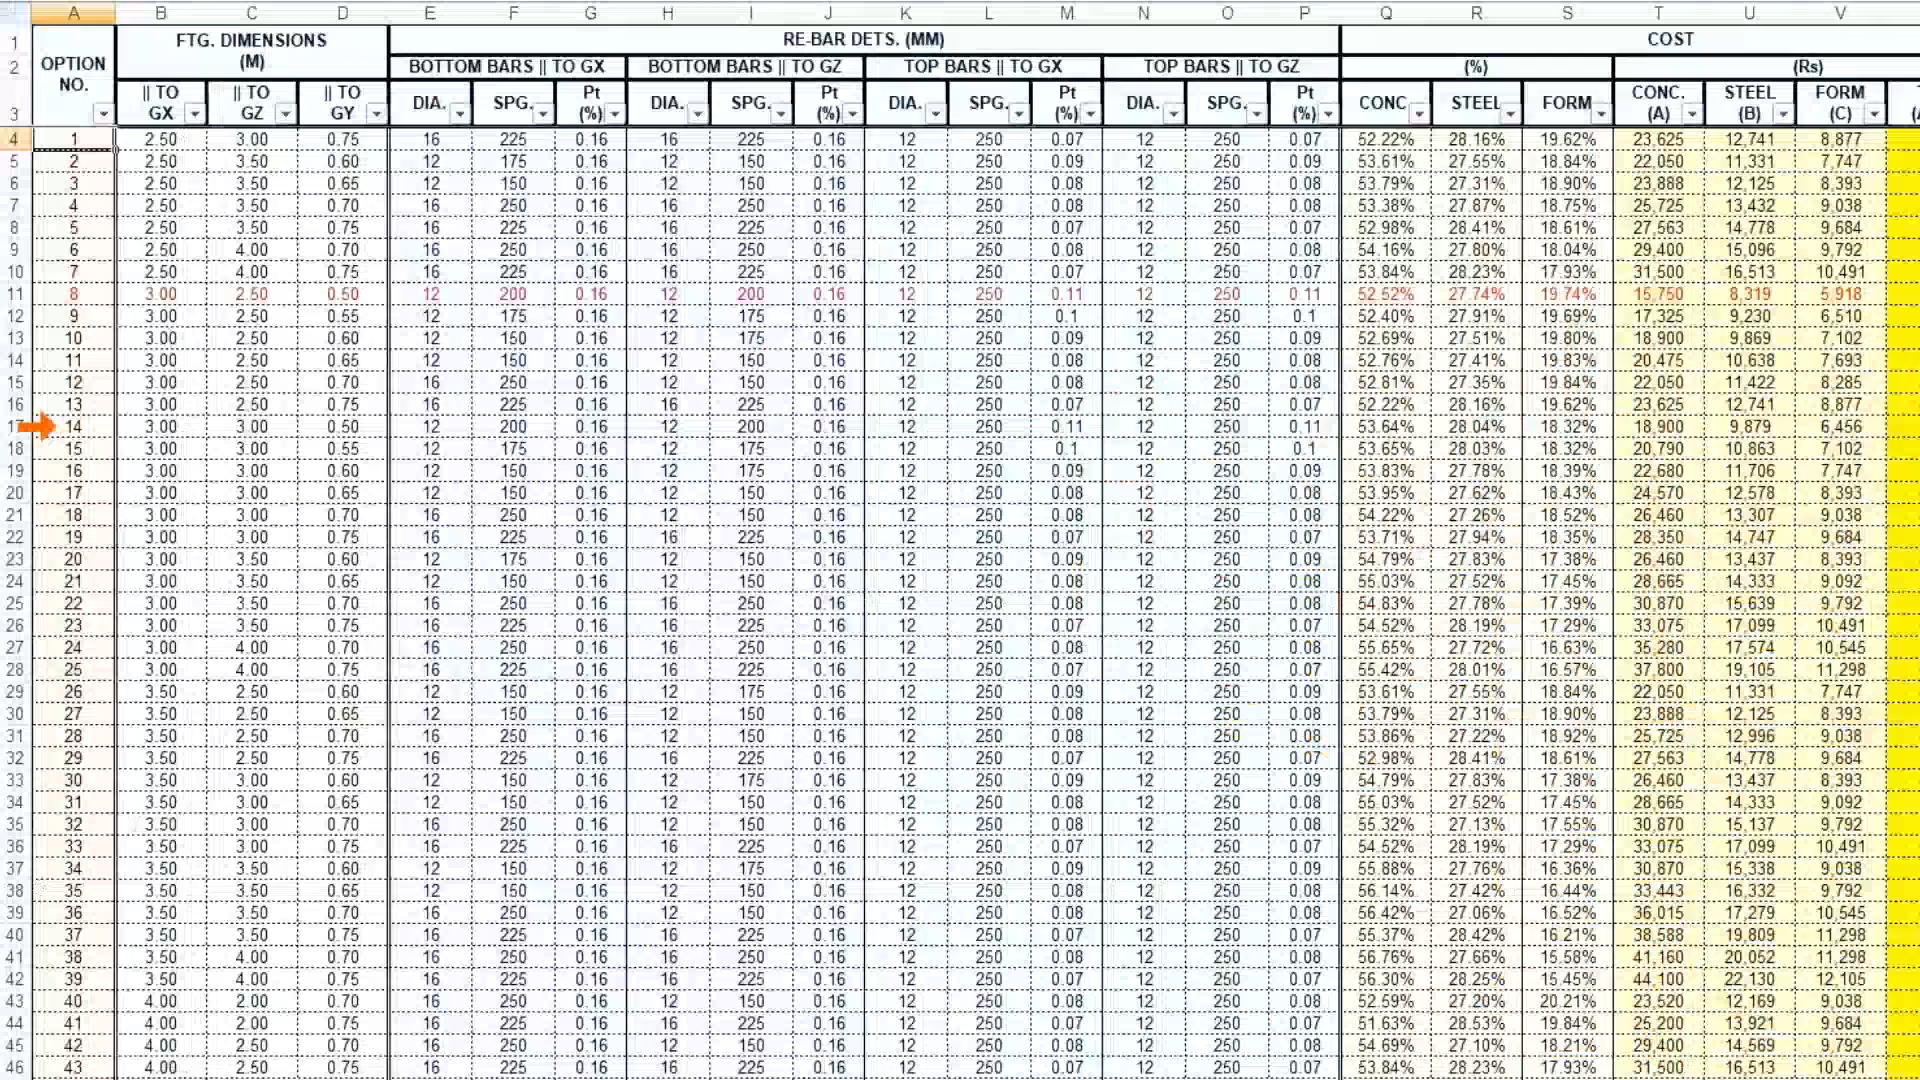 A B C D E F G H I J K L M N O P Q R S T U V
1 FTG. DIMENSIONS RE-BAR DETS. (MM) COST
2 OPTION (M) BOTTOM BARS || TO GX BOTTOM BARS || TO GZ TOP BARS || TO GX TOP BARS || TO GZ (%) (Rs)
NO. || TO || TO || TO DIA. SPG. Pt DIA. SPG. Pt DIA. SPG. Pt DIA. SPG. Pt CONC STEEL FORM CONC. STEEL FORM
3 GX GZ GY (%) (%) (%) (%) (A) (B) (C)
4 1 2.50 3.00 0.75 16 225 0.16 16 225 0.16 12 250 0.07 12 250 0.07 52.22% 28.16% 19.62% 23,625 12,741 8,877
5 2 2.50 3.50 0.60 12 175 0.16 12 150 0.16 12 250 0.09 12 250 0.09 53.61% 27.55% 18.84% 22,050 11,331 7,747
6 3 2.50 3.50 0.65 12 150 0.16 12 150 0.16 12 250 0.08 12 250 0.08 53.79% 27.31% 18.90% 23,888 12,125 8,393
7 4 2.50 3.50 0.70 16 250 0.16 16 250 0.16 12 250 0.08 12 250 0.08 53.38% 27.87% 18.75% 25,725 13,432 9,038
8 5 2.50 3.50 0.75 16 225 0.16 16 225 0.16 12 250 0.07 12 250 0.07 52.98% 28.41% 18.61% 27,563 14,778 9,684
9 6 2.50 4.00 0.70 16 250 0.16 16 250 0.16 12 250 0.08 12 250 0.08 54.16% 27.80% 18.04% 29,400 15,096 9,792
10 7 2.50 4.00 0.75 16 225 0.16 16 225 0.16 12 250 0.07 12 250 0.07 53.84% 28.23% 17.93% 31,500 16,513 10,491
11 8 3.00 2.50 0.50 12 200 0.16 12 200 0.16 12 250 0.11 12 250 0.11 52.52% 27.74% 19.74% 15,750 8,319 5,918
12 9 3.00 2.50 0.55 12 175 0.16 12 175 0.16 12 250 0.1 12 250 0.1 52.40% 27.91% 19.69% 17,325 9,230 6,510
13 10 3.00 2.50 0.60 12 150 0.16 12 175 0.16 12 250 0.09 12 250 0.09 52.69% 27.51% 19.80% 18,900 9,869 7,102
14 11 3.00 2.50 0.65 12 150 0.16 12 150 0.16 12 250 0.08 12 250 0.08 52.76% 27.41% 19.83% 20,475 10,638 7,693
15 12 3.00 2.50 0.70 16 250 0.16 12 150 0.16 12 250 0.08 12 250 0.08 52.81% 27.35% 19.84% 22,050 11,422 8,285
16 13 3.00 2.50 0.75 16 225 0.16 16 225 0.16 12 250 0.07 12 250 0.07 52.22% 28.16% 19.62% 23,625 12,741 8,877
14 3.00 3.00 0.50 12 200 0.16 12 200 0.16 12 250 0.11 12 250 0.11 53.64% 28.04% 18.32% 18,900 9,879 6,456
18 15 3.00 3.00 0.55 12 175 0.16 12 175 0.16 12 250 0.1 12 250 0.1 53.65% 28.03% 18.32% 20,790 10,863 7,102
19 16 3.00 3.00 0.60 12 150 0.16 12 175 0.16 12 250 0.09 12 250 0.09 53.83% 27.78% 18.39% 22,680 11,706 7,747
20 17 3.00 3.00 0.65 12 150 0.16 12 150 0.16 12 250 0.08 12 250 0.08 53.95% 27.62% 18.43% 24,570 12,578 8,393
21 18 3.00 3.00 0.70 16 250 0.16 12 150 0.16 12 250 0.08 12 250 0.08 54.22% 27.26% 18.52% 26,460 13,307 9,038
22 19 3.00 3.00 0.75 16 225 0.16 16 225 0.16 12 250 0.07 12 250 0.07 53.71% 27.94% 18.35% 28,350 14,747 9,684
23 20 3.00 3.50 0.60 12 175 0.16 12 150 0.16 12 250 0.09 12 250 0.09 54.79% 27.83% 17.38% 26,460 13,437 8,393
24 21 3.00 3.50 0.65 12 150 0.16 12 150 0.16 12 250 0.08 12 250 0.08 55.03% 27.52% 17.45% 28,665 14,333 9,092
25 22 3.00 3.50 0.70 16 250 0.16 16 250 0.16 12 250 0.08 12 250 0.08 54.83% 27.78% 17.39% 30,870 15,639 9,792
26 23 3.00 3.50 0.75 16 225 0.16 16 225 0.16 12 250 0.07 12 250 0.07 54.52% 28.19% 17.29% 33,075 17,099 10,491
27 24 3.00 4.00 0.70 16 250 0.16 16 250 0.16 12 250 0.08 12 250 0.08 55.65% 27.72% 16.63% 35,280 17,574 10,545
28 25 3.00 4.00 0.75 16 225 0.16 16 225 0.16 12 250 0.07 12 250 0.07 55.42% 28.01% 16.57% 37,800 19,105 11,298
29 26 3.50 2.50 0.60 12 150 0.16 12 175 0.16 12 250 0.09 12 250 0.09 53.61% 27.55% 18.84% 22,050 11,331 7,747
30 27 3.50 2.50 0.65 12 150 0.16 12 150 0.16 12 250 0.08 12 250 0.08 53.79% 27.31% 18.90% 23,888 12,125 8,393
31 28 3.50 2.50 0.70 16 250 0.16 12 150 0.16 12 250 0.08 12 250 0.08 53.86% 27.22% 18.92% 25,725 12,996 9,038
32 29 3.50 2.50 0.75 16 225 0.16 16 225 0.16 12 250 0.07 12 250 0.07 52.98% 28.41% 18.61% 27,563 14,778 9,684
33 30 3.50 3.00 0.60 12 150 0.16 12 175 0.16 12 250 0.09 12 250 0.09 54.79% 27.83% 17.38% 26,460 13,437 8,393
34 31 3.50 3.00 0.65 12 150 0.16 12 150 0.16 12 250 0.08 12 250 0.08 55.03% 27.52% 17.45% 28,665 14,333 9,092
35 32 3.50 3.00 0.70 16 250 0.16 12 150 0.16 12 250 0.08 12 250 0.08 55.32% 27.13% 17.55% 30,870 15,137 9,792
36 33 3.50 3.00 0.75 16 225 0.16 16 225 0.16 12 250 0.07 12 250 0.07 54.52% 28.19% 17.29% 33,075 17,099 10,491
37 34 3.50 3.50 0.60 12 150 0.16 12 175 0.16 12 250 0.09 12 250 0.09 55.88% 27.76% 16.36% 30,870 15,338 9,038
38 35 3.50 3.50 0.65 12 150 0.16 12 150 0.16 12 250 0.08 12 250 0.08 56.14% 27.42% 16.44% 33,443 16,332 9,792
39 36 3.50 3.50 0.70 16 250 0.16 12 150 0.16 12 250 0.08 12 250 0.08 56.42% 27.06% 16.52% 36,015 17,279 10,545
40 37 3.50 3.50 0.75 16 225 0.16 16 225 0.16 12 250 0.07 12 250 0.07 55.37% 28.42% 16.21% 38,588 19,809 11,298
41 38 3.50 4.00 0.70 16 250 0.16 16 250 0.16 12 250 0.08 12 250 0.08 56.76% 27.66% 15.58% 41,160 20,052 11,298
42 39 3.50 4.00 0.75 16 225 0.16 16 225 0.16 12 250 0.07 12 250 0.07 56.30% 28.25% 15.45% 44,100 22,130 12,105
43 40 4.00 2.00 0.70 16 250 0.16 12 150 0.16 12 250 0.08 12 250 0.08 52.59% 27.20% 20.21% 23,520 12,169 9,038
44 41 4.00 2.00 0.75 16 225 0.16 16 225 0.16 12 250 0.07 12 250 0.07 51.63% 28.53% 19.84% 25,200 13,921 9,684
45 42 4.00 2.50 0.70 16 250 0.16 12 150 0.16 12 250 0.08 12 250 0.08 54.69% 27.10% 18.21% 29,400 14,569 9,792
46 43 4.00 2.50 0.75 16 225 0.16 16 225 0.16 12 250 0.07 12 250 0.07 53.84% 28.23% 17.93% 31,500 16,513 10,491